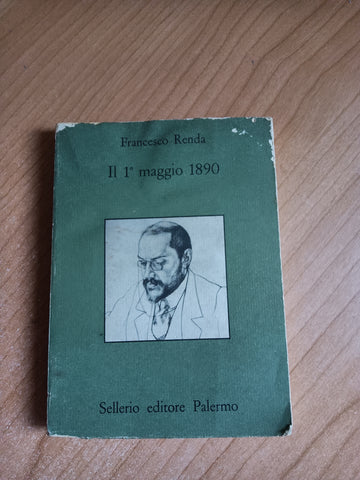 Francesco Renda
Il 1° maggio 1890
Sellerio editore Palermo